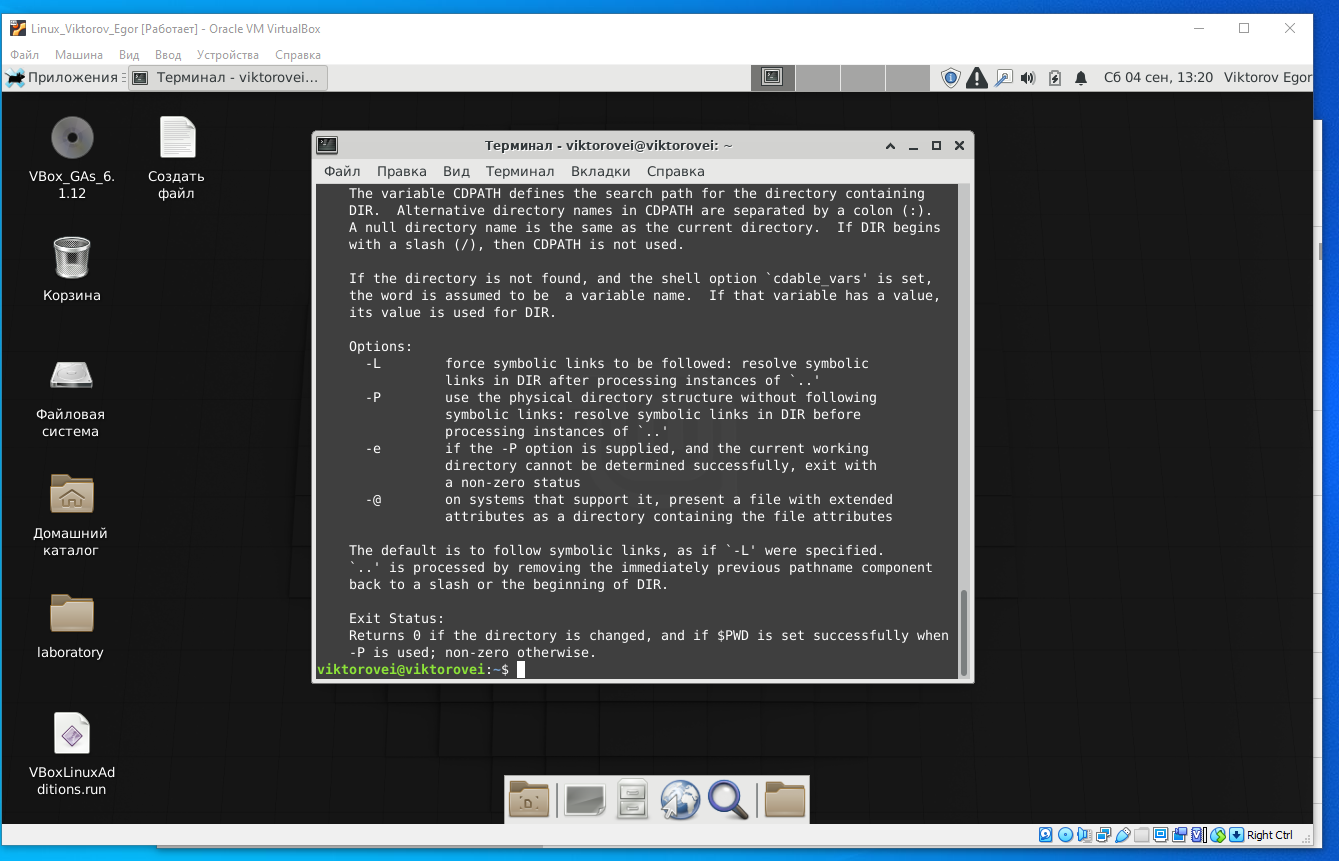 Linux_Viktorov_Egor [Работает] - Oracle VM VirtualBox
Файл Машина Вид Ввод Устройства Справка
Приложения
Терминал - viktorovei...
Сб 04 сен, 13:20
Viktorov Egor
VBox_GAs_6.
1.12
Создать
файл
Корзина
Файловая
система
Домашний
каталог
laboratory
VBoxLinuxAd
ditions.run
Терминал - viktorovei@viktorovei: ~
Файл Правка Вид Терминал Вкладки Справка
The variable CDPATH defines the search path for the directory containing
DIR.  Alternative directory names in CDPATH are separated by a colon (:).
A null directory name is the same as the current directory.  If DIR begins
with a slash (/), then CDPATH is not used.
If the directory is not found, and the shell option `cdable_vars' is set,
the word is assumed to be  a variable name.  If that variable has a value,
its value is used for DIR.
Options:
-L        force symbolic links to be followed: resolve symbolic
links in DIR after processing instances of `..'
-P        use the physical directory structure without following
symbolic links: resolve symbolic links in DIR before
processing instances of `..'
-e        if the -P option is supplied, and the current working
directory cannot be determined successfully, exit with
a non-zero status
-@        on systems that support it, present a file with extended
attributes as a directory containing the file attributes
The default is to follow symbolic links, as if `-L' were specified.
`..' is processed by removing the immediately previous pathname component
back to a slash or the beginning of DIR.
Exit Status:
Returns 0 if the directory is changed, and if $PWD is set successfully when
-P is used; non-zero otherwise.
viktorovei@viktorovei:~$
Right Ctrl